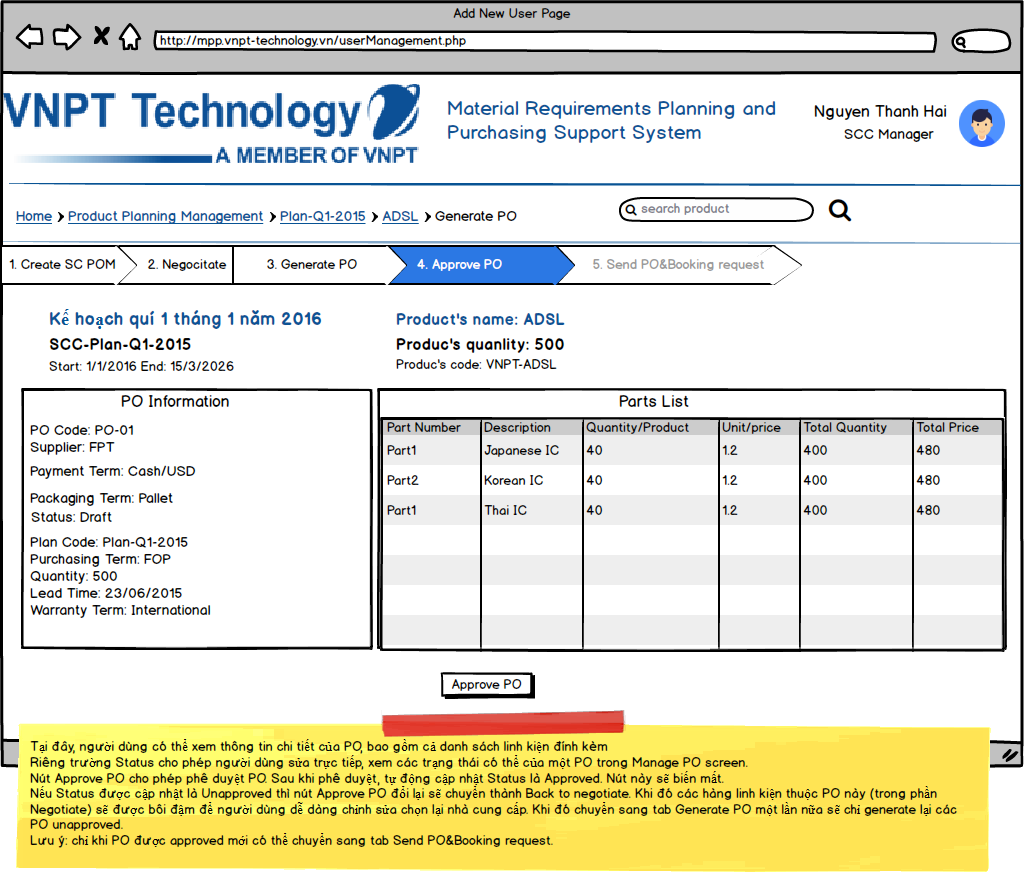 Add New User Page
http://mpp.vnpt-technology.vn/userManagement.php
VNPT Technology
A MEMBER OF VNPT
Material Requirements Planning and
Purchasing Support System
Nguyen Thanh Hai
SCC Manager
Home Product Planning Management Plan-Q1-2015 ADSL Generate PO
search product
1. Create SC POM 2. Negocitate 3. Generate PO 4. Approve PO 5. Send PO&Booking request
Kế hoạch quí 1 tháng 1 năm 2016
SCC-Plan-Q1-2015
Start: 1/1/2016 End: 15/3/2026
Product's name: ADSL
Produc's quanlity: 500
Produc's code: VNPT-ADSL
PO Information
PO Code: PO-01
Supplier: FPT
Payment Term: Cash/USD
Packaging Term: Pallet
Status: Draft
Plan Code: Plan-Q1-2015
Purchasing Term: FOP
Quantity: 500
Lead Time: 23/06/2015
Warranty Term: International
Parts List
Part Number Description Quantity/Product Unit/price Total Quantity Total Price
Part1 Japanese IC 40 1.2 400 480
Part2 Korean IC 40 1.2 400 480
Part1 Thai IC 40 1.2 400 480
Approve PO
Tại đây, người dùng có thể xem thông tin chi tiết của PO, bao gồm cả danh sách linh kiện đính kèm
Riêng trường Status cho phép người dùng sửa trực tiếp, xem các trạng thái có thể của một PO trong Manage PO screen.
Nút Approve PO cho phép phê duyệt PO. Sau khi phê duyệt, tự động cập nhật Status là Approved. Nút này sẽ biến mất.
Nếu Status được cập nhật là Unapproved thì nút Approve PO đổi lại sẽ chuyển thành Back to negotiate. Khi đó các hàng linh kiện thuộc PO này (trong phần
Negotiate) sẽ được bôi đậm để người dùng dễ dàng chỉnh sửa chọn lại nhà cung cấp. Khi đó chuyển sang tab Generate PO một lần nữa sẽ chỉ generate lại các
PO unapproved.
Lưu ý: chỉ khi PO được approved mới có thể chuyển sang tab Send PO&Booking request.